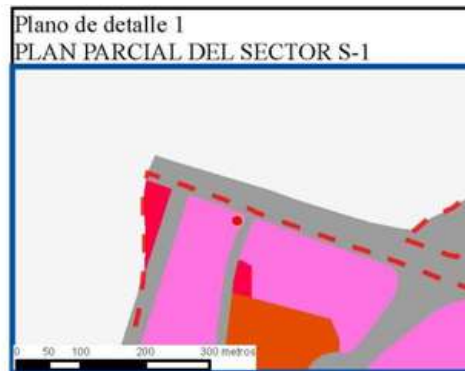 Plano de detalle 1
PLAN PARCIAL DEL SECTOR S-1
0 50 100 200 300 metros